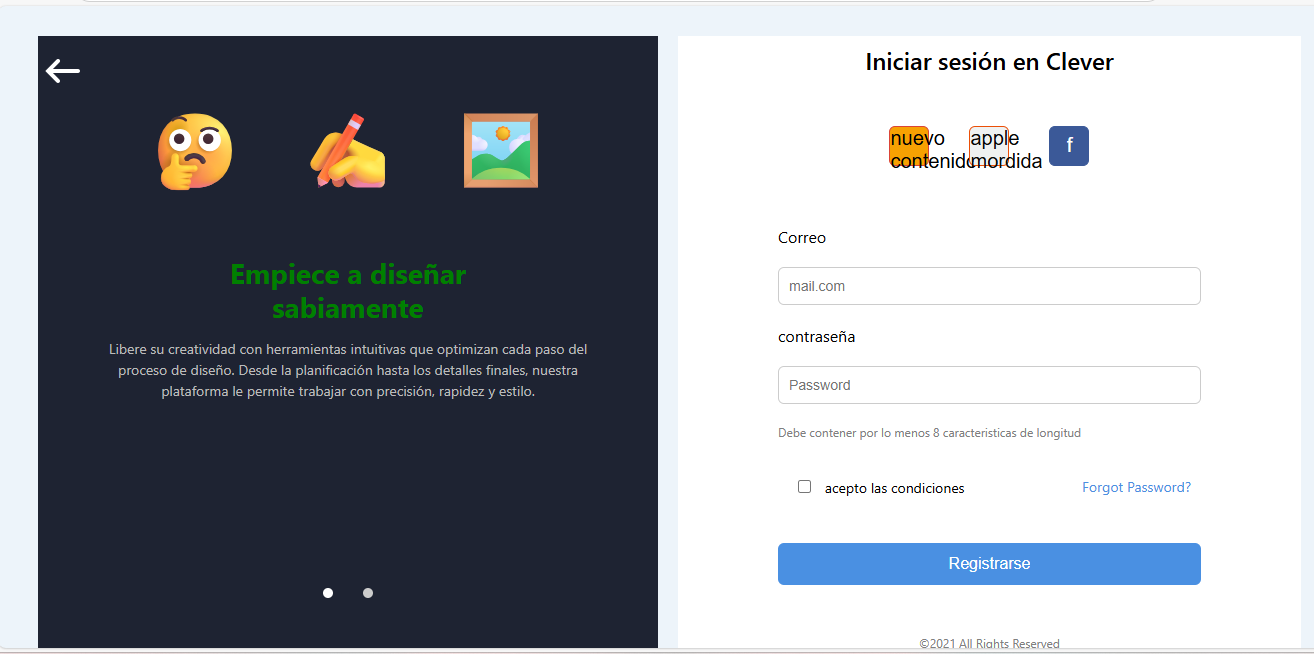 Empiece a diseñar
sabiamente
Libere su creatividad con herramientas intuitivas que optimizan cada paso del
proceso de diseño. Desde la planificación hasta los detalles finales, nuestra
plataforma le permite trabajar con precisión, rapidez y estilo.
Iniciar sesión en Clever
nuevo
contenido
apple
mordida
f
Correo
mail.com
contraseña
Password
Debe contener por lo menos 8 caracteristicas de longitud
acepto las condiciones
Forgot Password?
Registrarse
©2021 All Rights Reserved